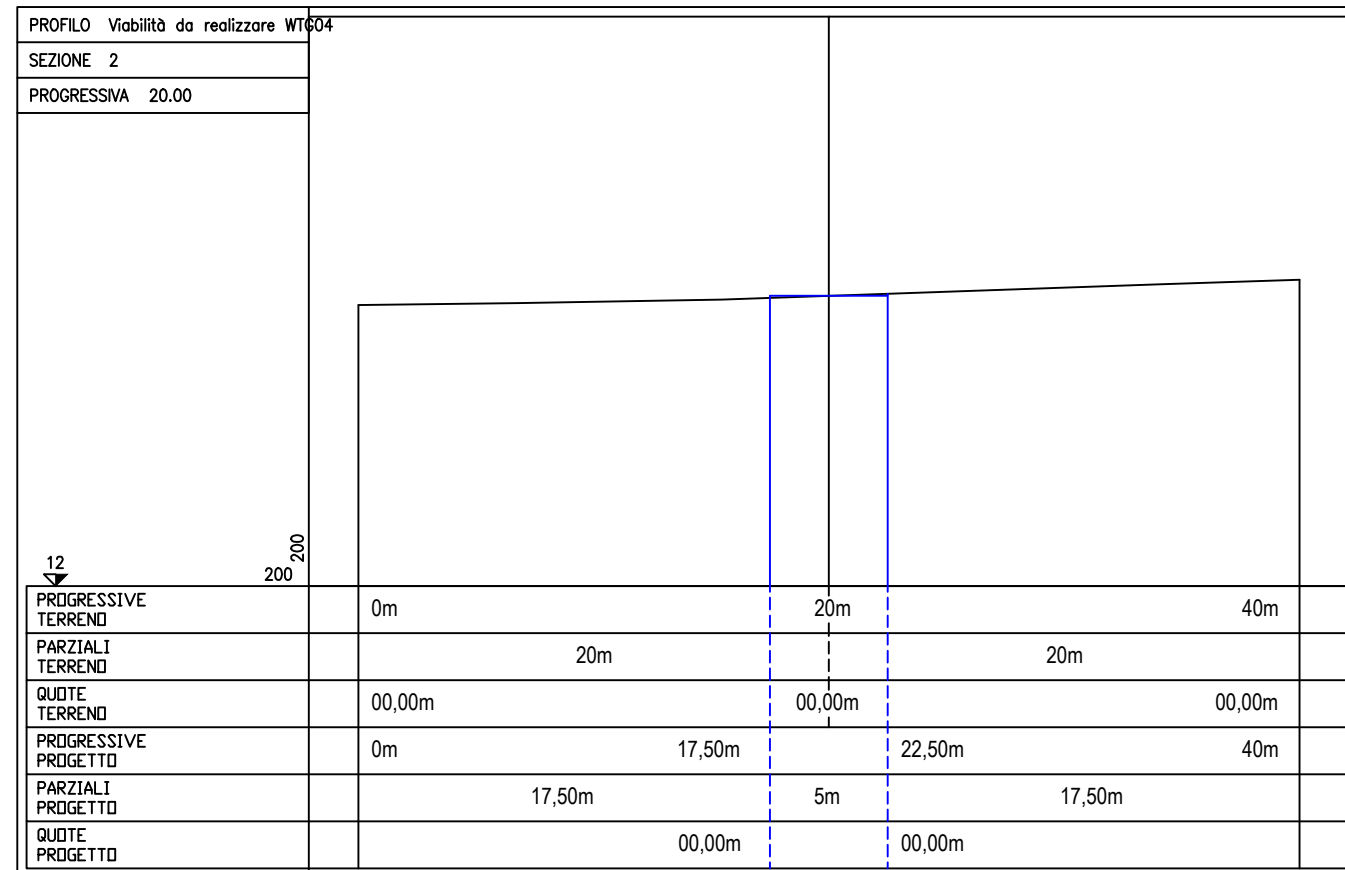 PROFILO Viabilità da realizzare WTG04
SEZIONE 2
PROGRESSIVA 20.00
12
200
200
PROGRESSIVE
TERRENO
0m 20m 40m
PARZIALI
TERRENO
20m 20m
QUOTE
TERRENO
00,00m 00,00m 00,00m
PROGRESSIVE
PROGETTO
0m 17,50m 22,50m 40m
PARZIALI
PROGETTO
17,50m 5m 17,50m
QUOTE
PROGETTO
00,00m 00,00m